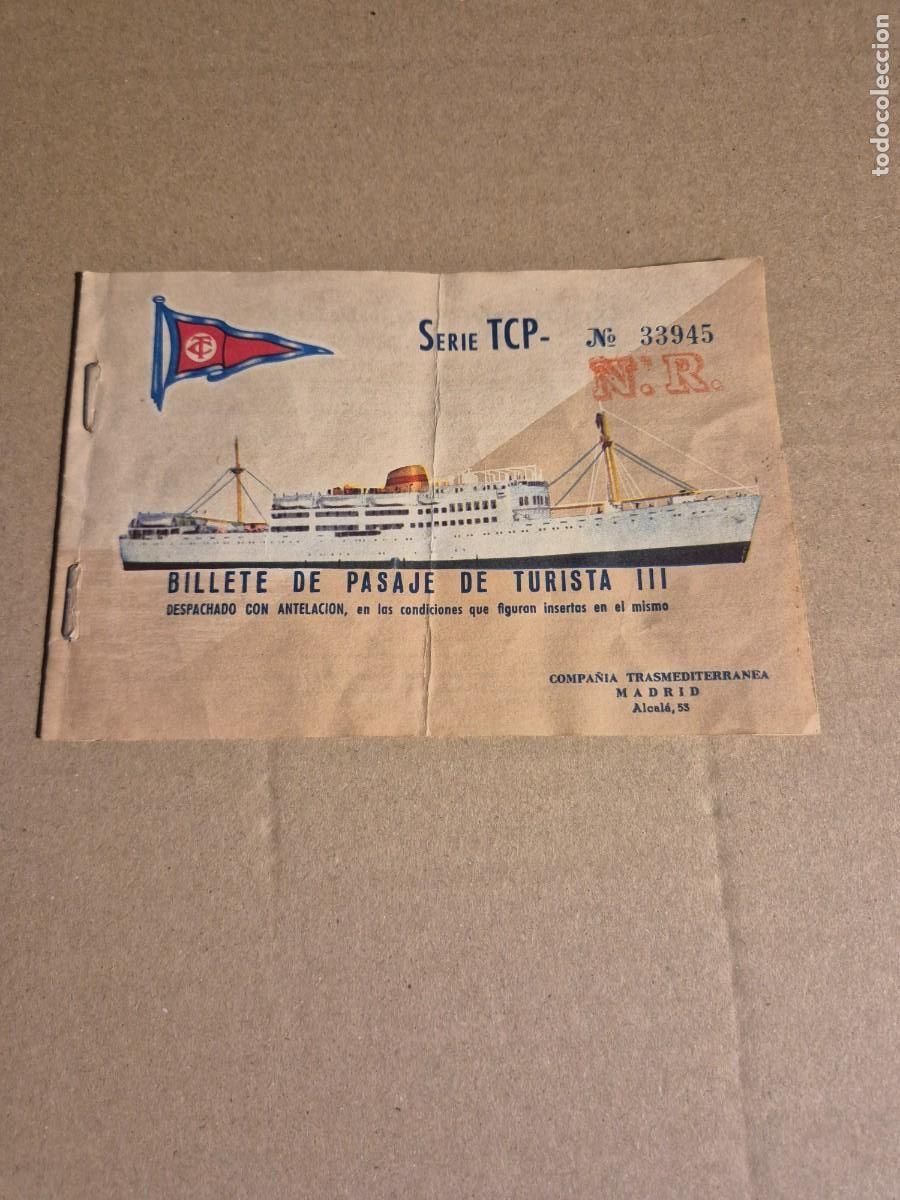 todocoleccion
TC
SERIE TCP- Nº 33945
N. R.
BILLETE DE PASAJE DE TURISTA III
DESPACHADO CON ANTELACION, en las condiciones que figuran insertas en el mismo
COMPAÑIA TRASMEDITERRANEA
MADRID
Alcalá, 53